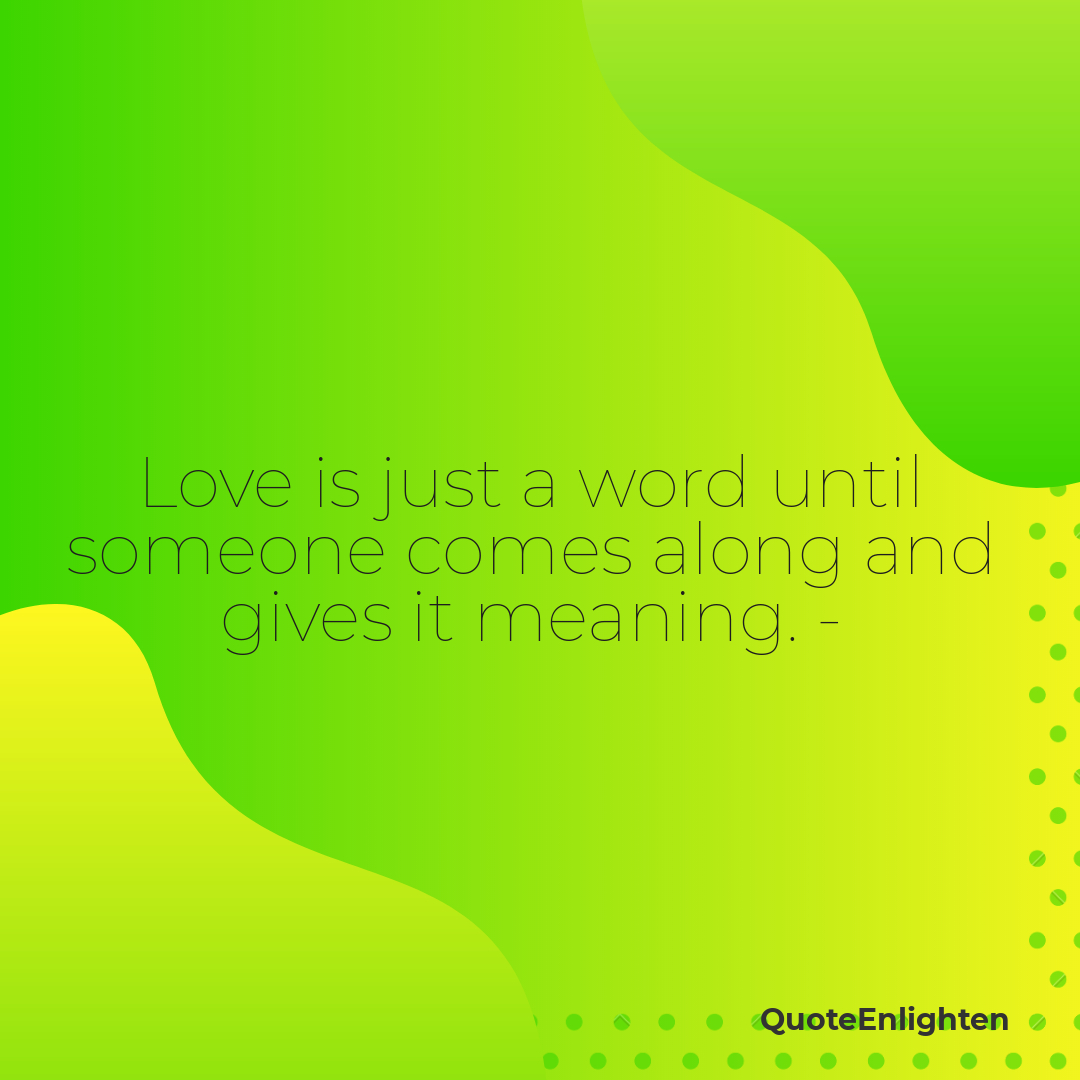 Love is just a word until
someone comes along and
gives it meaning. -
QuoteEnlighten